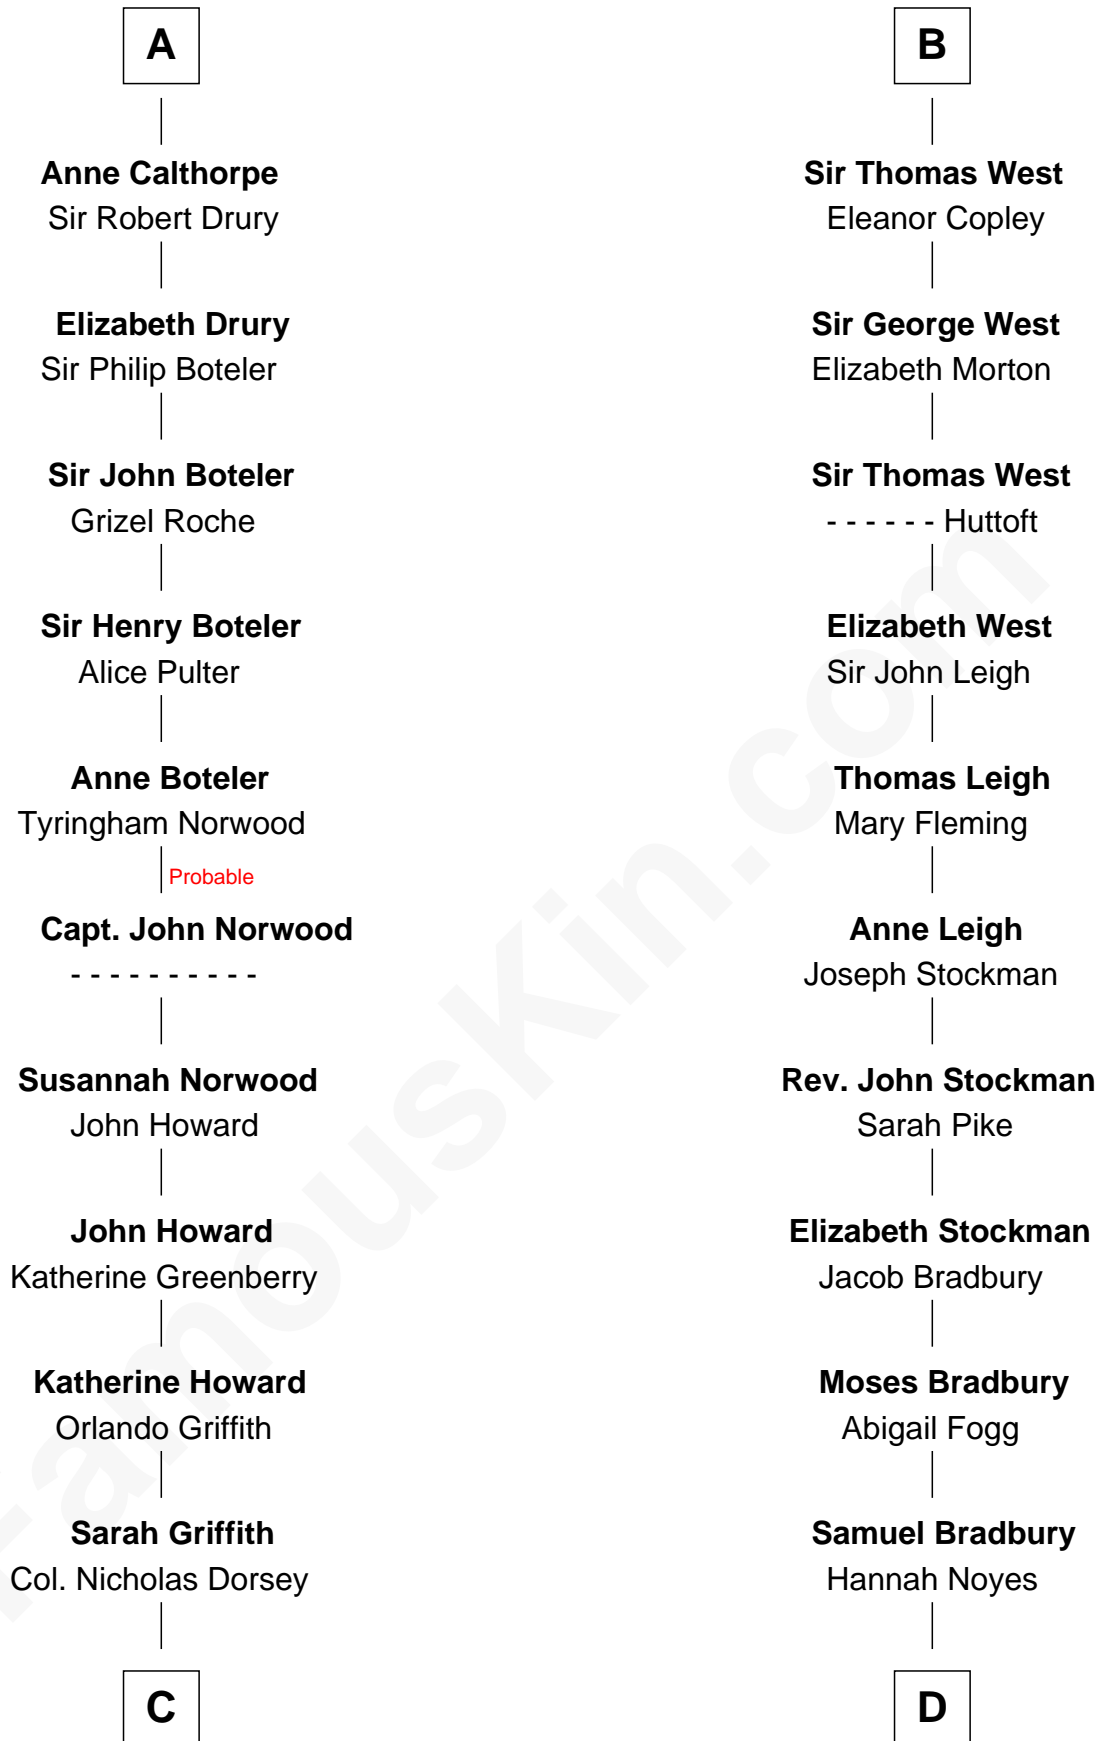 A
Anne Calthorpe
Sir Robert Drury
Elizabeth Drury
Sir Philip Boteler
Sir John Boteler
Grizel Roche
Sir Henry Boteler
Alice Pulter
Anne Boteler
Tyringham Norwood
Probable
Capt. John Norwood
- - - - - - - - - -
Susannah Norwood
John Howard
John Howard
Katherine Greenberry
Katherine Howard
Orlando Griffith
Sarah Griffith
Col. Nicholas Dorsey
C
B
Sir Thomas West
Eleanor Copley
Sir George West
Elizabeth Morton
Sir Thomas West
- - - - - - Huttoft
Elizabeth West
Sir John Leigh
Thomas Leigh
Mary Fleming
Anne Leigh
Joseph Stockman
Rev. John Stockman
Sarah Pike
Elizabeth Stockman
Jacob Bradbury
Moses Bradbury
Abigail Fogg
Samuel Bradbury
Hannah Noyes
D
FamousKin.com